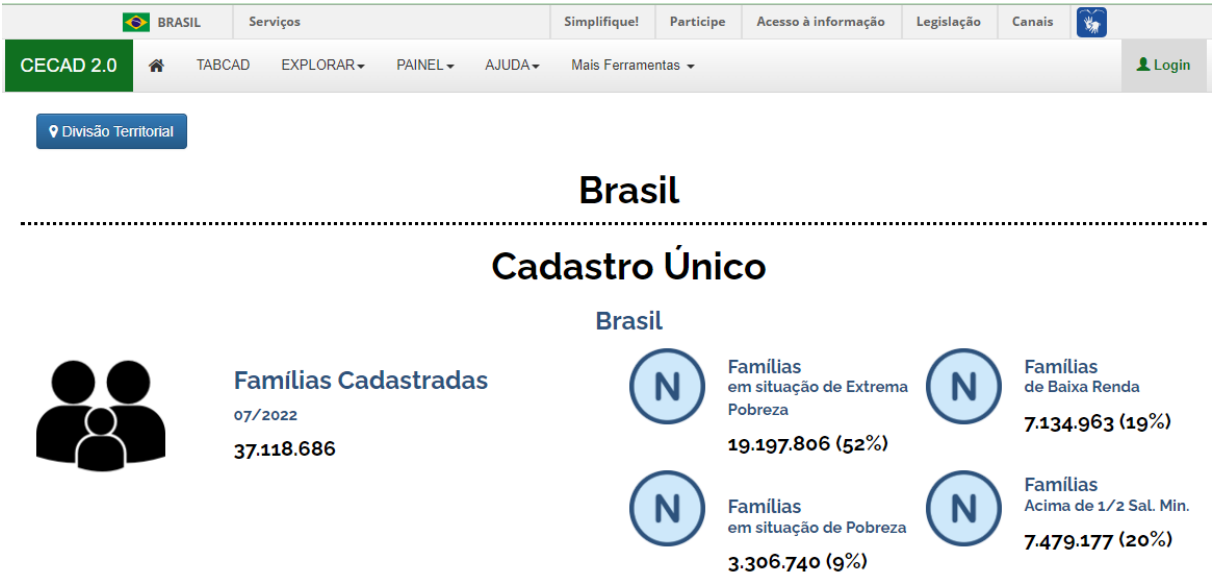 BRASIL Serviços Simplifique! Participe Acesso à informação Legislação Canais
CECAD 2.0 TABCAD EXPLORAR PAINEL AJUDA Mais Ferramentas Login
Divisão Territorial
Brasil
Cadastro Único
Brasil
Famílias Cadastradas
07/2022
37.118.686
N
Famílias
em situação de Extrema
Pobreza
19.197.806 (52%)
N
Famílias
de Baixa Renda
7.134.963 (19%)
N
Famílias
em situação de Pobreza
3.306.740 (9%)
N
Famílias
Acima de 1/2 Sal. Min.
7.479.177 (20%)